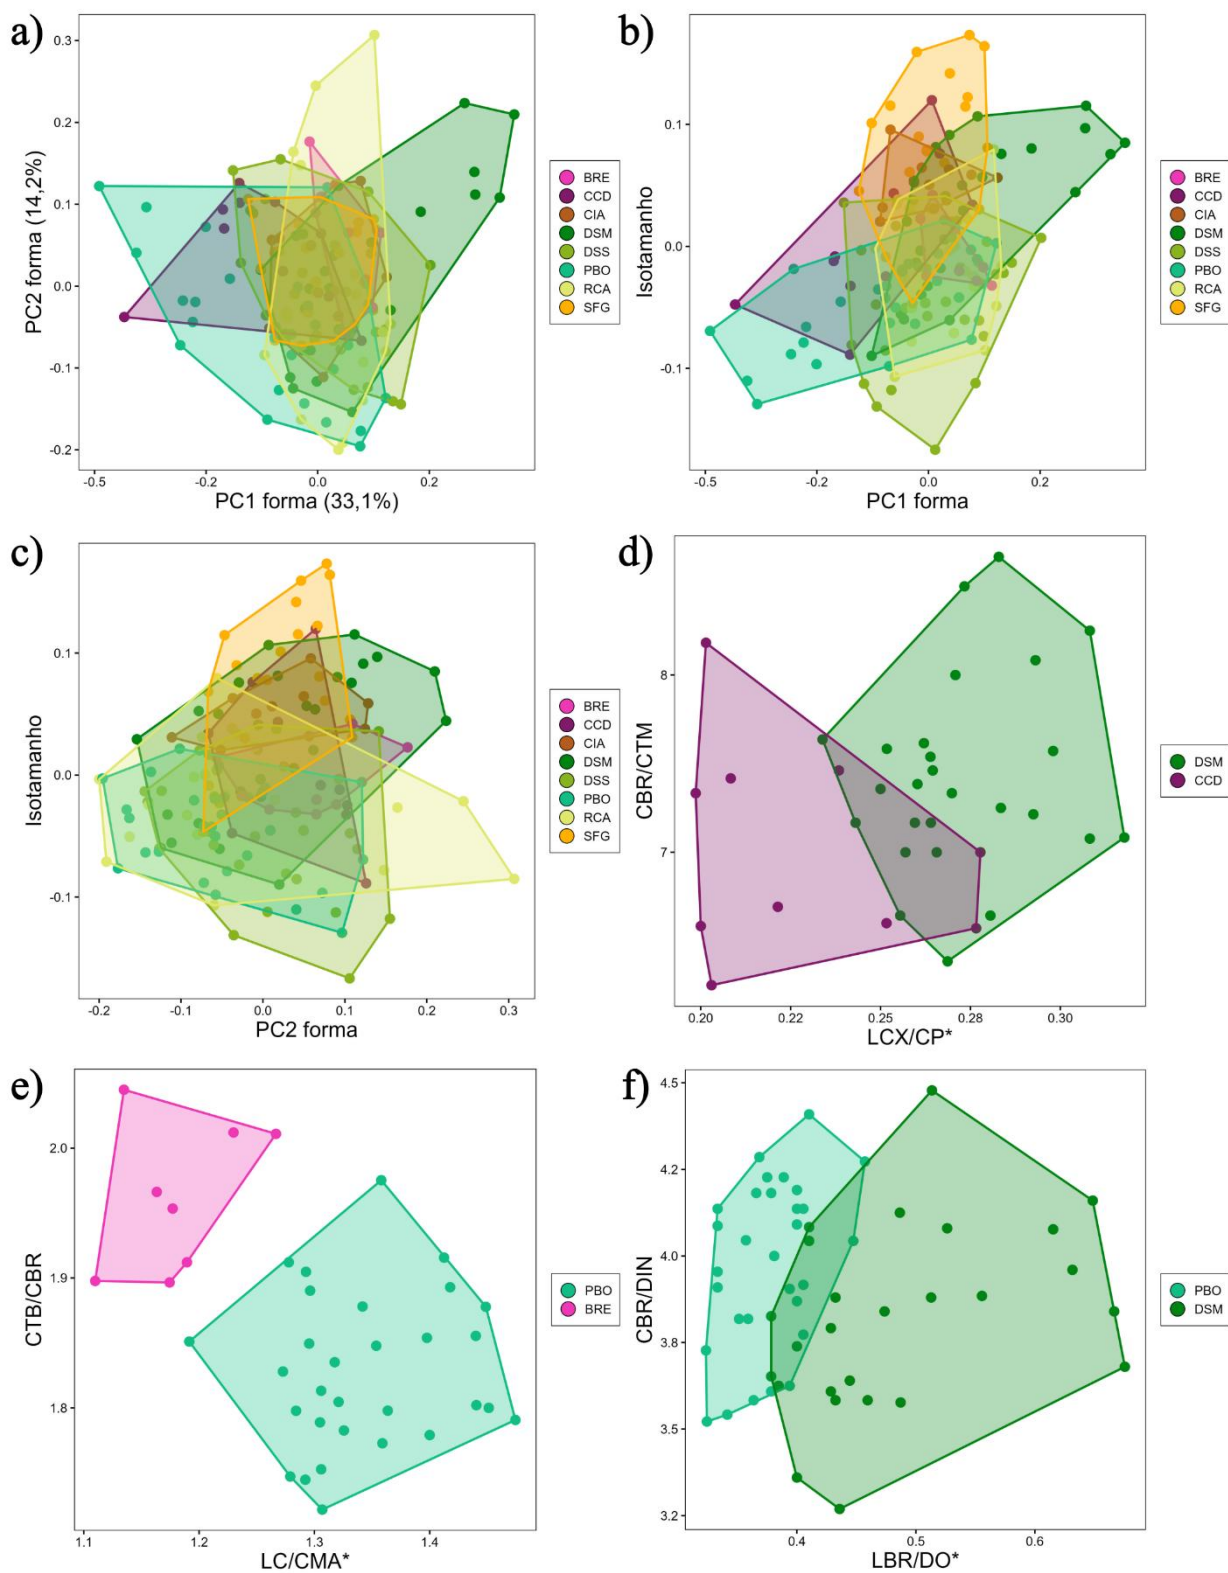 a)
0.3
0.2
0.1
0.0
-0.1
-0.2
PC2 forma (14,2%)
-0.5
-0.2
0.0
0.2
PC1 forma (33,1%)
BRE
CCD
CIA
DSM
DSS
PBO
RCA
SFG
b)
0.1
0.0
-0.1
Isotamanho
-0.5
-0.2
0.0
0.2
PC1 forma
BRE
CCD
CIA
DSM
DSS
PBO
RCA
SFG
c)
0.1
0.0
-0.1
Isotamanho
-0.2
-0.1
0.0
0.1
0.2
0.3
PC2 forma
BRE
CCD
CIA
DSM
DSS
PBO
RCA
SFG
d)
8
7
CBR/CTM
0.20
0.22
0.25
0.28
0.30
LCX/CP*
DSM
CCD
e)
2.0
1.9
1.8
CTB/CBR
1.1
1.2
1.3
1.4
LC/CMA*
PBO
BRE
f)
4.5
4.2
4.0
3.8
3.5
3.2
CBR/DIN
0.4
0.5
0.6
LBR/DO*
PBO
DSM